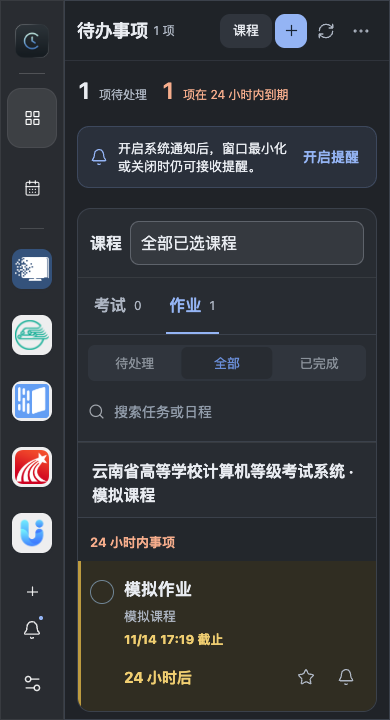 待办事项 1 项
课程
1 项待处理 1 项在 24 小时内到期
开启系统通知后，窗口最小化
或关闭时仍可接收提醒。
开启提醒
课程 全部已选课程
考试 0 作业 1
待处理 全部 已完成
搜索任务或日程
云南省高等学校计算机等级考试系统 ·
模拟课程
24 小时内事项
模拟作业
模拟课程
11/14 17:19 截止
24 小时后